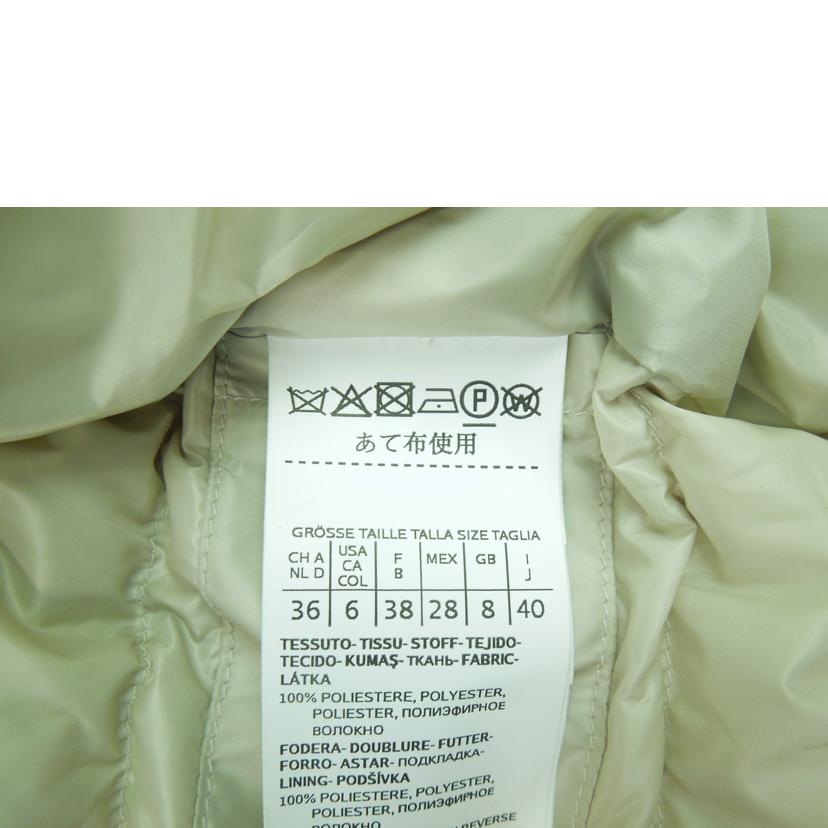 P W
あて布使用
GRÖSSE TAILLE TALLA SIZE TAGLIA
CH A NL D | USA CA COL | F B | MEX | GB | I J
36 | 6 | 38 | 28 | 8 | 40
TESSUTO- TISSU- STOFF- TEJIDO-
TECIDO- KUMAŞ- ТКАНЬ- FABRIC-
LÁTKA
100% POLIESTERE, POLYESTER,
POLIESTER, ПОЛИЭФИРНОЕ
ВОЛОКНО
FODERA- DOUBLURE- FUTTER-
FORRO- ASTAR- ПОДКЛАДКА-
LINING- PODŠÍVKA
100% POLIESTERE, POLYESTER,
POLIESTER, ПОЛИЭФИРНОЕ
ВОЛОКНО
REVERSE